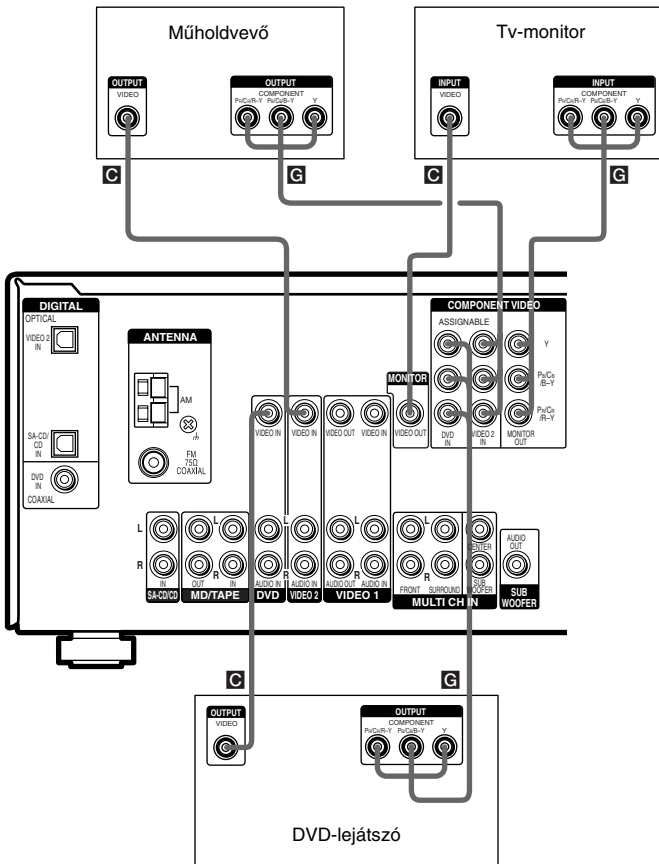 Műholdvevő
OUTPUT
VIDEO
OUTPUT
COMPONENT
PR/CR/R–Y PB/CB/B–Y Y
Tv-monitor
INPUT
VIDEO
INPUT
COMPONENT
PR/CR/R–Y PB/CB/B–Y Y
C
G
C
G
DIGITAL
OPTICAL
VIDEO 2
IN
SA-CD/
CD
IN
DVD
IN
COAXIAL
ANTENNA
AM
FM
75Ω
COAXIAL
VIDEO IN
VIDEO IN
VIDEO OUT
VIDEO IN
MONITOR
VIDEO OUT
COMPONENT VIDEO
ASSIGNABLE
Y
PB/CB
/B–Y
PR/CR
/R–Y
DVD
IN
VIDEO 2
IN
MONITOR
OUT
L
L
L
L
L
R
R
R
R
R
IN
OUT
IN
AUDIO IN
AUDIO IN
AUDIO OUT
AUDIO IN
FRONT
SURROUND
CENTER
SUB
WOOFER
AUDIO
OUT
SA-CD/CD
MD/TAPE
DVD
VIDEO 2
VIDEO 1
MULTI CH IN
SUB
WOOFER
C
G
OUTPUT
VIDEO
OUTPUT
COMPONENT
PR/CR/R–Y PB/CB/B–Y Y
DVD-lejátszó